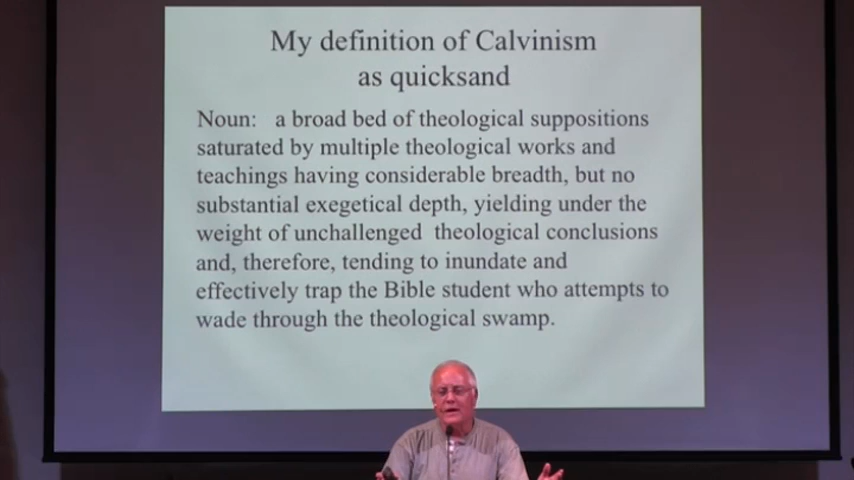 My definition of Calvinism
as quicksand
Noun: a broad bed of theological suppositions
saturated by multiple theological works and
teachings having considerable breadth, but no
substantial exegetical depth, yielding under the
weight of unchallenged theological conclusions
and, therefore, tending to inundate and
effectively trap the Bible student who attempts to
wade through the theological swamp.